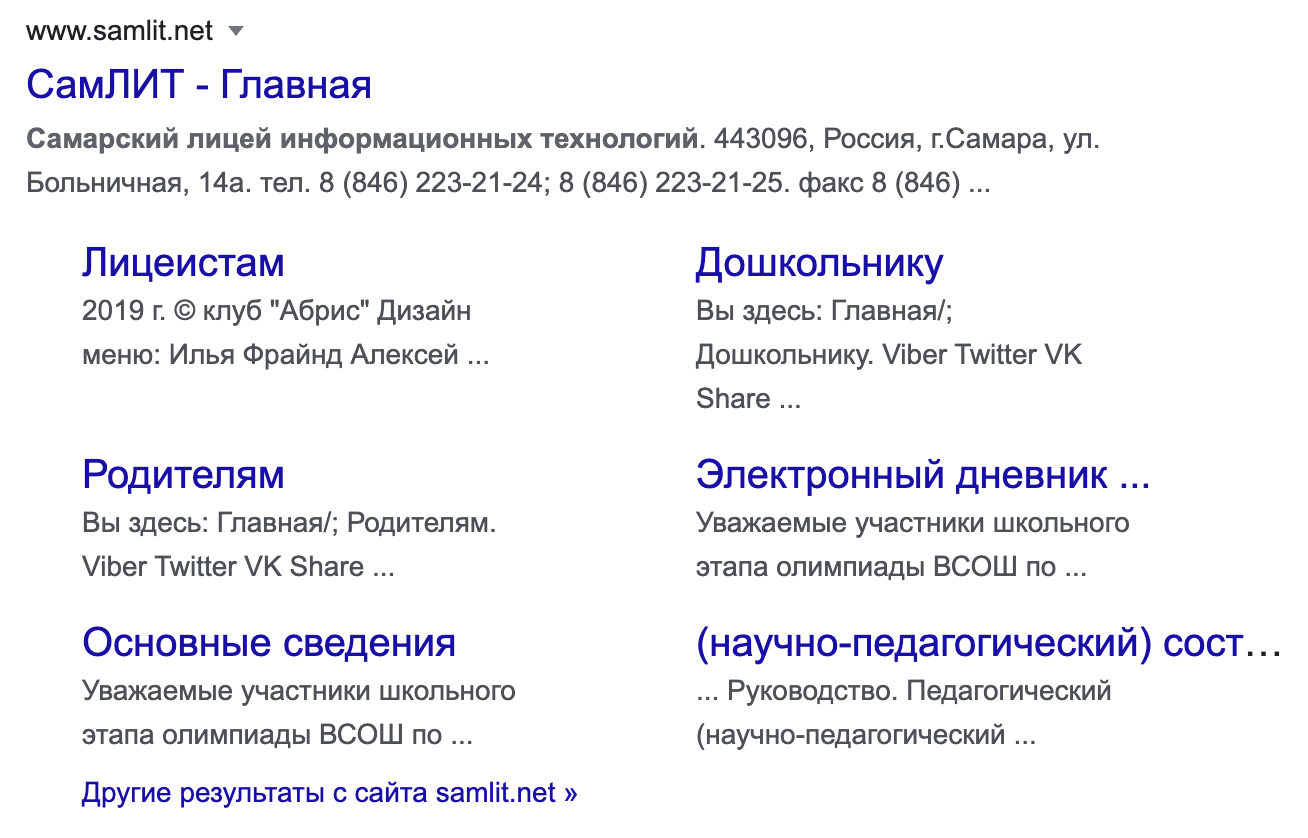 www.samlit.net
СамЛИТ - Главная
Самарский лицей информационных технологий. 443096, Россия, г.Самара, ул.
Больничная, 14а. тел. 8 (846) 223-21-24; 8 (846) 223-21-25. факс 8 (846) ...
Лицеистам
2019 г. © клуб "Абрис" Дизайн
меню: Илья Фрайнд Алексей ...
Дошкольнику
Вы здесь: Главная/;
Дошкольнику. Viber Twitter VK
Share ...
Родителям
Вы здесь: Главная/; Родителям.
Viber Twitter VK Share ...
Электронный дневник ...
Уважаемые участники школьного
этапа олимпиады ВСОШ по ...
Основные сведения
Уважаемые участники школьного
этапа олимпиады ВСОШ по ...
(научно-педагогический) сост...
... Руководство. Педагогический
(научно-педагогический ...
Другие результаты с сайта samlit.net »